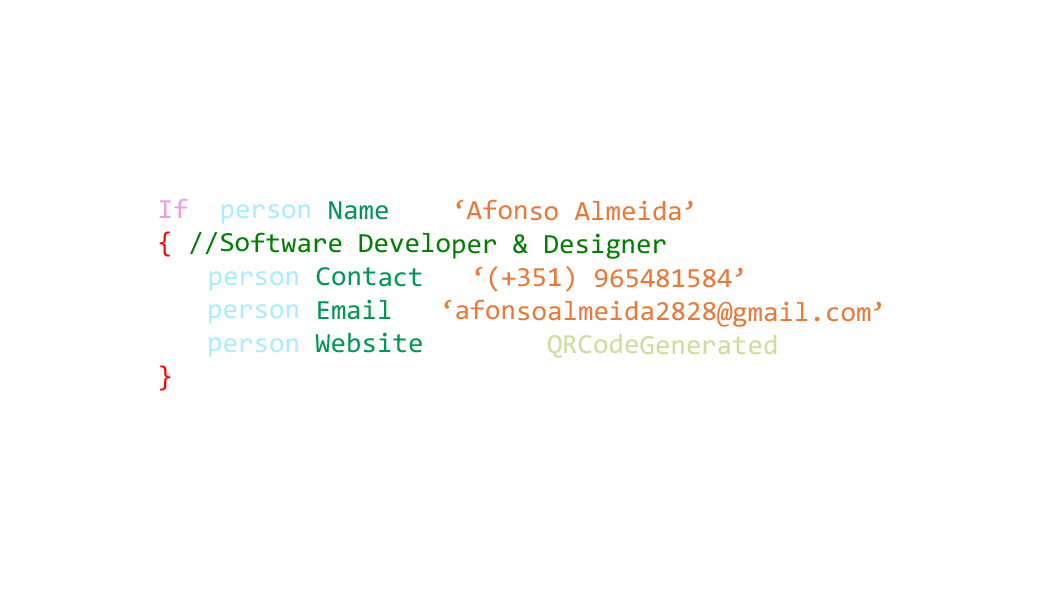 If person Name ‘Afonso Almeida’
{ //Software Developer & Designer
person Contact ‘(+351) 965481584’
person Email ‘afonsoalmeida2828@gmail.com’
person Website QRCodeGenerated
}